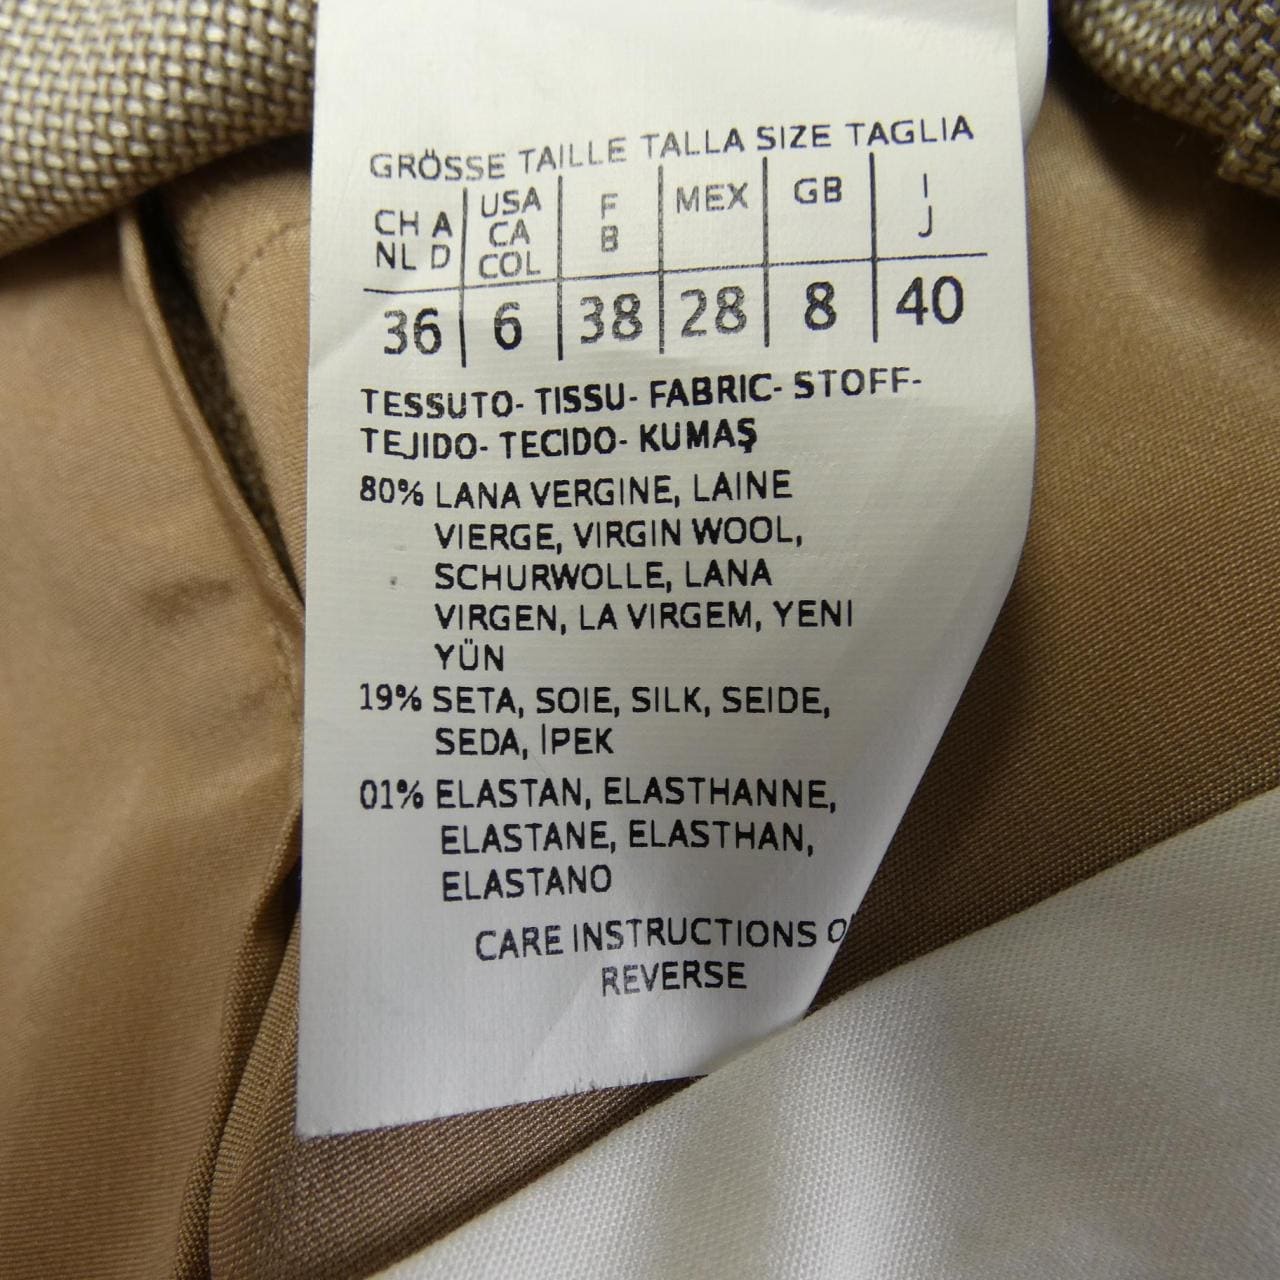 GRÖSSE TAILLE TALLA SIZE TAGLIA
CH A NL D USA CA COL F B MEX GB I J
36 6 38 28 8 40
TESSUTO- TISSU- FABRIC- STOFF-
TEJIDO- TECIDO- KUMAŞ
80% LANA VERGINE, LAINE
VIERGE, VIRGIN WOOL,
SCHURWOLLE, LANA
VIRGEN, LA VIRGEM, YENI
YÜN
19% SETA, SOIE, SILK, SEIDE,
SEDA, İPEK
01% ELASTAN, ELASTHANNE,
ELASTANE, ELASTHAN,
ELASTANO
CARE INSTRUCTIONS
REVERSE